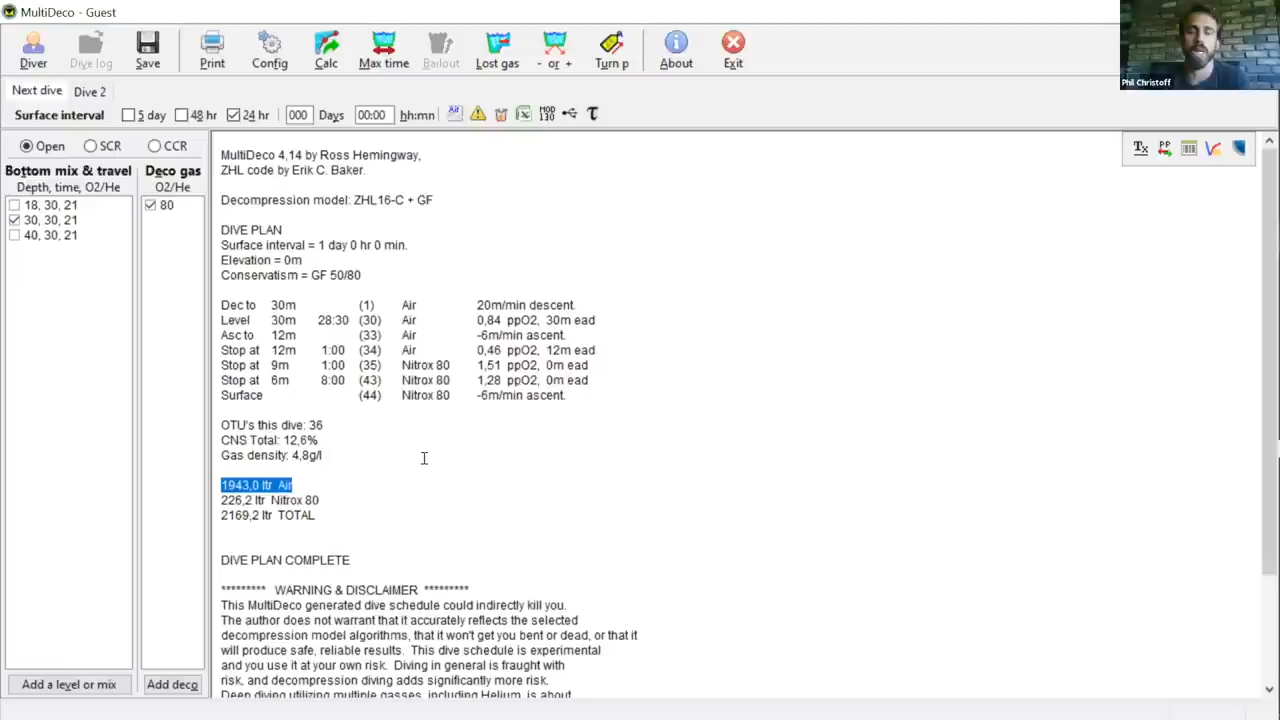 MultiDeco - Guest
Diver Dive log Save Print Config Calc Max time Bailout Lost gas - or + Turn p About Exit
Phil Christoff
Next dive Dive 2
Surface interval 5 day 48 hr 24 hr 000 Days 00:00 hh:mn Air MOD 130 τ
Open SCR CCR
Bottom mix & travel Deco gas
Depth, time, O2/He O2/He
18, 30, 21 80
30, 30, 21
40, 30, 21
Tx PP
MultiDeco 4,14 by Ross Hemingway,
ZHL code by Erik C. Baker.
Decompression model: ZHL16-C + GF
DIVE PLAN
Surface interval = 1 day 0 hr 0 min.
Elevation = 0m
Conservatism = GF 50/80
Dec to 30m (1) Air 20m/min descent.
Level 30m 28:30 (30) Air 0,84 ppO2, 30m ead
Asc to 12m (33) Air -6m/min ascent.
Stop at 12m 1:00 (34) Air 0,46 ppO2, 12m ead
Stop at 9m 1:00 (35) Nitrox 80 1,51 ppO2, 0m ead
Stop at 6m 8:00 (43) Nitrox 80 1,28 ppO2, 0m ead
Surface (44) Nitrox 80 -6m/min ascent.
OTU's this dive: 36
CNS Total: 12,6%
Gas density: 4,8g/l
1943,0 ltr Air
226,2 ltr Nitrox 80
2169,2 ltr TOTAL
DIVE PLAN COMPLETE
********* WARNING & DISCLAIMER *********
This MultiDeco generated dive schedule could indirectly kill you.
The author does not warrant that it accurately reflects the selected
decompression model algorithms, that it won't get you bent or dead, or that it
will produce safe, reliable results. This dive schedule is experimental
and you use it at your own risk. Diving in general is fraught with
risk, and decompression diving adds significantly more risk.
Deep diving utilizing multiple gasses, including Helium, is about
Add a level or mix Add deco